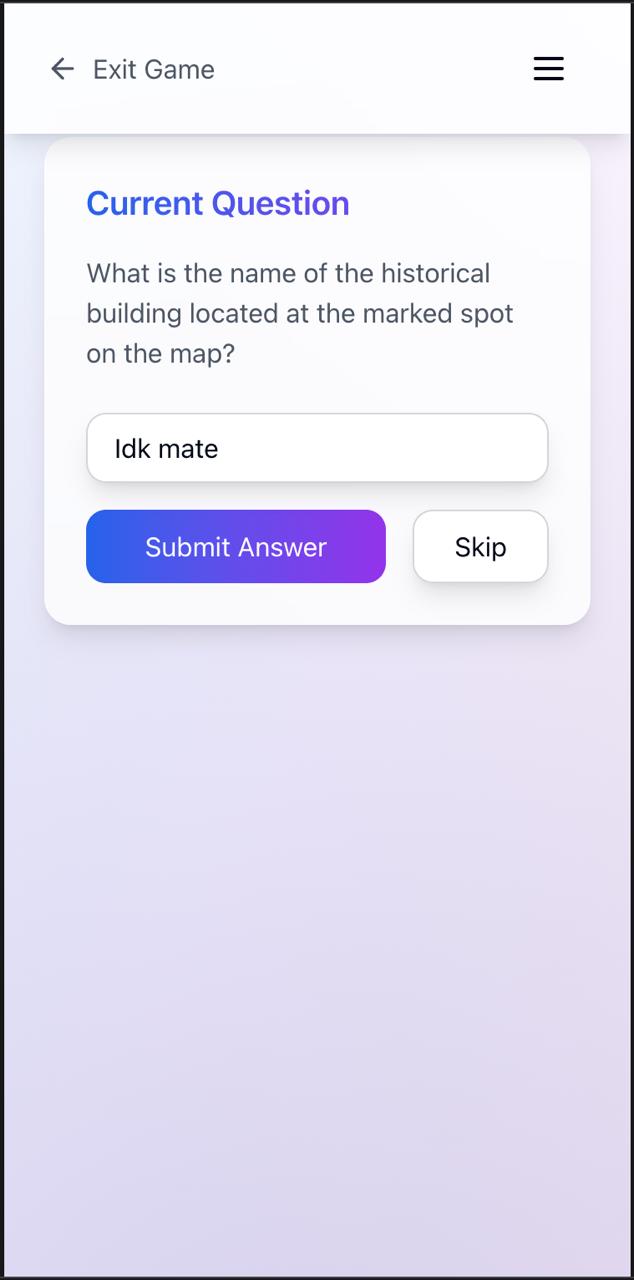 Exit Game
Current Question
What is the name of the historical
building located at the marked spot
on the map?
Idk mate
Submit Answer
Skip